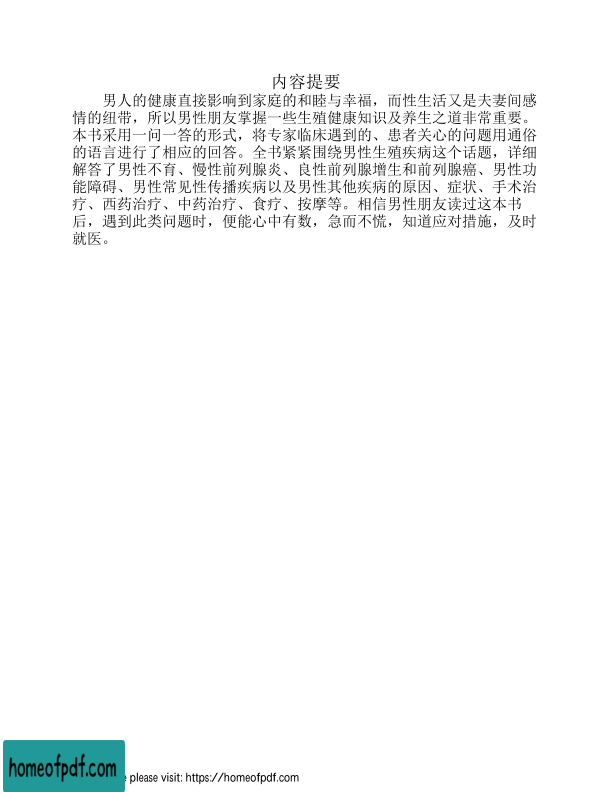 内容提要
男人的健康直接影响到家庭的和睦与幸福，而性生活又是夫妻间感
情的纽带，所以男性朋友掌握一些生殖健康知识及养生之道非常重要。
本书采用一问一答的形式，将专家临床遇到的、患者关心的问题用通俗
的语言进行了相应的回答。全书紧紧围绕男性生殖疾病这个话题，详细
解答了男性不育、慢性前列腺炎、良性前列腺增生和前列腺癌、男性功
能障碍、男性常见性传播疾病以及男性其他疾病的原因、症状、手术治
疗、西药治疗、中药治疗、食疗、按摩等。相信男性朋友读过这本书
后，遇到此类问题时，便能心中有数，急而不慌，知道应对措施，及时
就医。
homeofpdf.com
please visit: https://homeofpdf.com